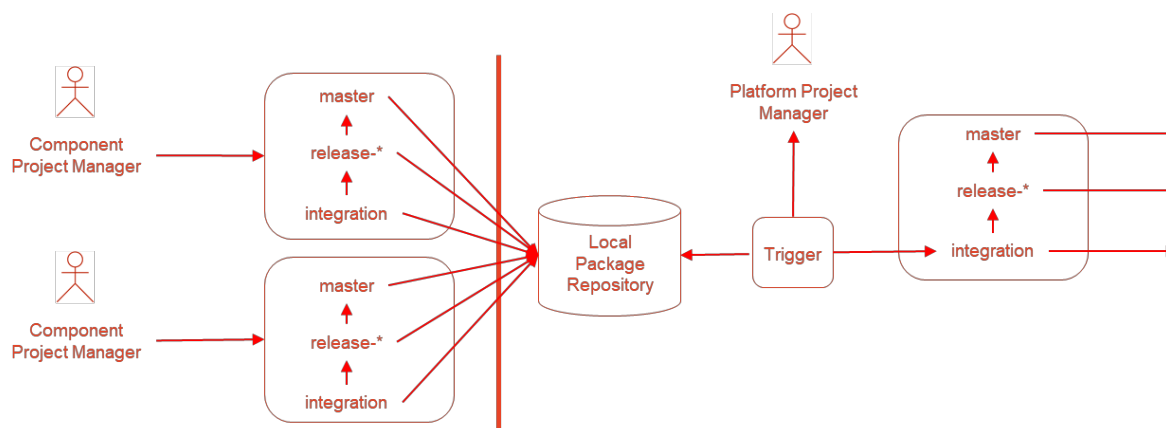 Component
Project Manager
master
release-*
integration
Component
Project Manager
master
release-*
integration
Local
Package
Repository
Platform Project
Manager
Trigger
master
release-*
integration